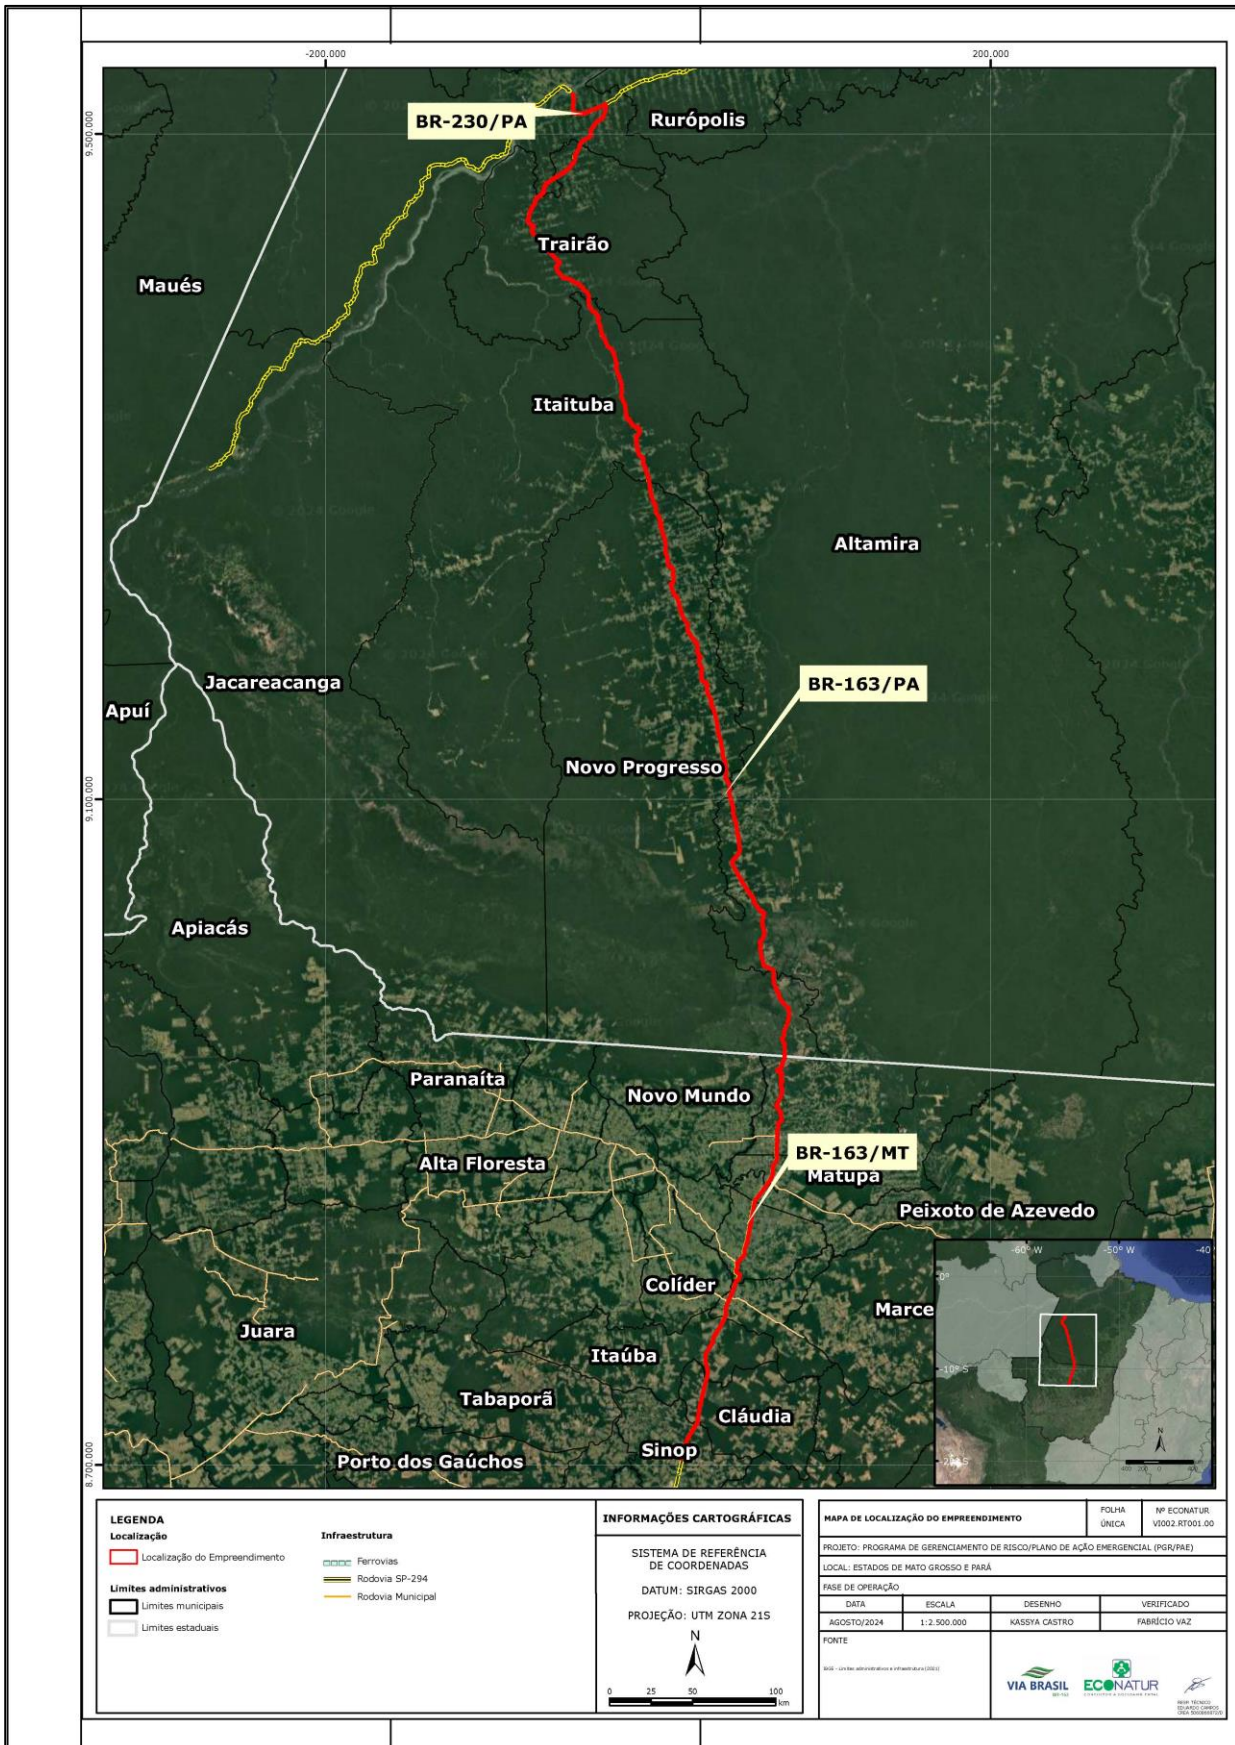 -200.000
200.000
9.500.000
9.100.000
8.700.000
BR-230/PA
Rurópolis
Trairão
Maués
Itaituba
Altamira
Jacareacanga
Apuí
BR-163/PA
Novo Progresso
Apiacás
Paranaíta
Novo Mundo
BR-163/MT
Alta Floresta
Matupá
Peixoto de Azevedo
Colíder
Marce
Juara
Itaúba
Tabaporã
Cláudia
Sinop
Porto dos Gaúchos
-60° W
-50° W
-40
0°
-10° S
N
LEGENDA
Localização
Localização do Empreendimento
Limites administrativos
Limites municipais
Limites estaduais
Infraestrutura
Ferrovias
Rodovia SP-294
Rodovia Municipal
INFORMAÇÕES CARTOGRÁFICAS
SISTEMA DE REFERÊNCIA
DE COORDENADAS
DATUM: SIRGAS 2000
PROJEÇÃO: UTM ZONA 21S
N
0 25 50 100
km
MAPA DE LOCALIZAÇÃO DO EMPREENDIMENTO
FOLHA
ÚNICA
Nº ECONATUR
VI002.RT001.00
PROJETO: PROGRAMA DE GERENCIAMENTO DE RISCO/PLANO DE AÇÃO EMERGENCIAL (PGR/PAE)
LOCAL: ESTADOS DE MATO GROSSO E PARÁ
FASE DE OPERAÇÃO
DATA
ESCALA
DESENHO
VERIFICADO
AGOSTO/2024
1:2.500.000
KASSYA CASTRO
FABRÍCIO VAZ
FONTE
VIA BRASIL
ECONATUR
RESP. TÉCNICO
EDUARDO CAMPOS